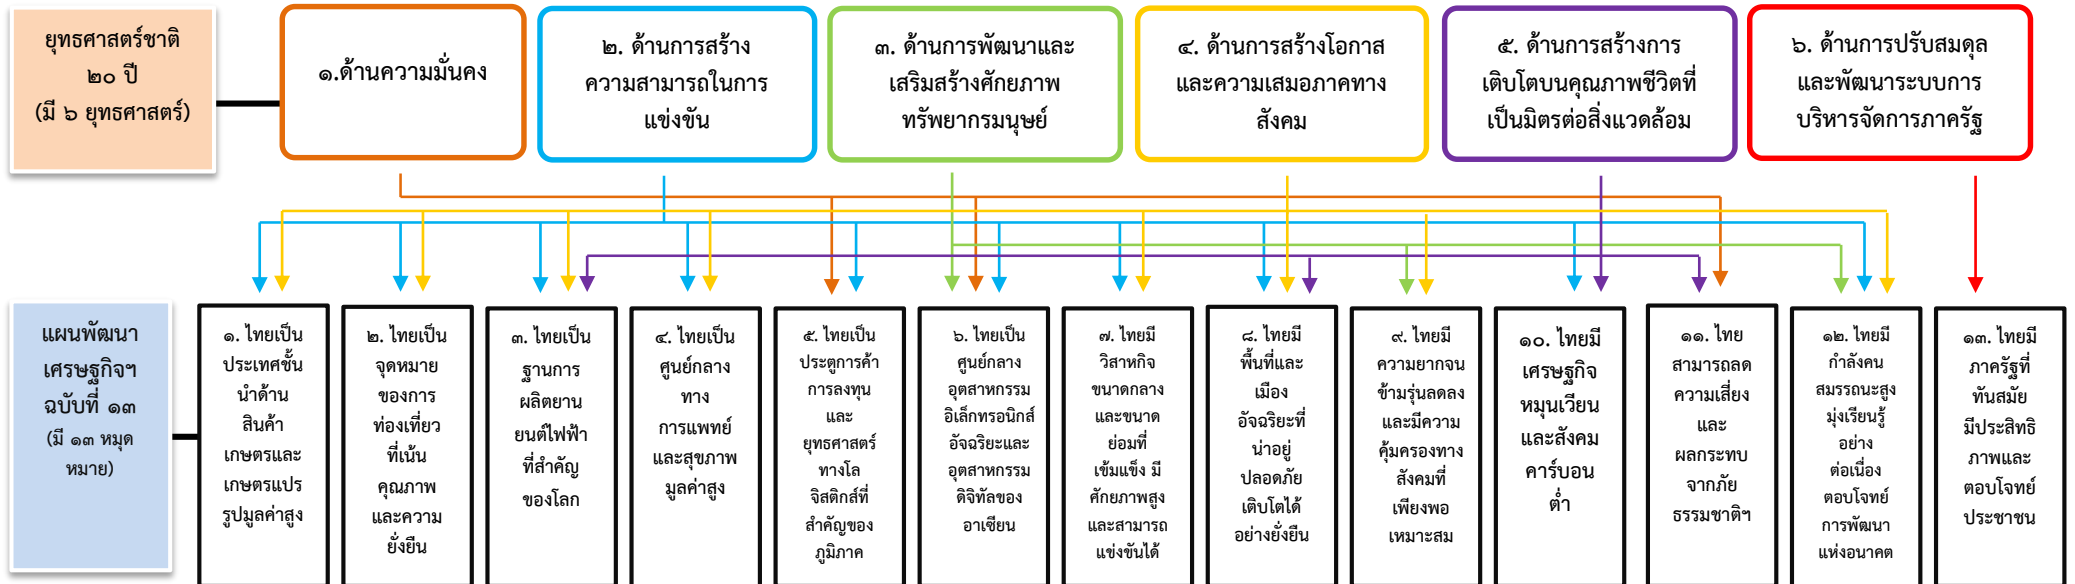 ยุทธศาสตร์ชาติ
๒๐ ปี
(มี ๖ ยุทธศาสตร์)
๑.ด้านความมั่นคง
๒. ด้านการสร้าง
ความสามารถในการ
แข่งขัน
๓. ด้านการพัฒนาและ
เสริมสร้างศักยภาพ
ทรัพยากรมนุษย์
๔. ด้านการสร้างโอกาส
และความเสมอภาคทาง
สังคม
๕. ด้านการสร้างการ
เติบโตบนคุณภาพชีวิตที่
เป็นมิตรต่อสิ่งแวดล้อม
๖. ด้านการปรับสมดุล
และพัฒนาระบบการ
บริหารจัดการภาครัฐ
แผนพัฒนา
เศรษฐกิจฯ
ฉบับที่ ๑๓
(มี ๑๓ หมุด
หมาย)
๑. ไทยเป็น
ประเทศชั้น
นำด้าน
สินค้า
เกษตรและ
เกษตรแปร
รูปมูลค่าสูง
๒. ไทยเป็น
จุดหมาย
ของการ
ท่องเที่ยว
ที่เน้น
คุณภาพ
และความ
ยั่งยืน
๓. ไทยเป็น
ฐานการ
ผลิตยาน
ยนต์ไฟฟ้า
ที่สำคัญ
ของโลก
๔. ไทยเป็น
ศูนย์กลาง
ทาง
การแพทย์
และสุขภาพ
มูลค่าสูง
๕. ไทยเป็น
ประตูการค้า
การลงทุน
และ
ยุทธศาสตร์
ทางโล
จิสติกส์ที่
สำคัญของ
ภูมิภาค
๖. ไทยเป็น
ศูนย์กลาง
อุตสาหกรรม
อิเล็กทรอนิกส์
อัจฉริยะและ
อุตสาหกรรม
ดิจิทัลของ
อาเซียน
๗. ไทยมี
วิสาหกิจ
ขนาดกลาง
และขนาด
ย่อมที่
เข้มแข็ง มี
ศักยภาพสูง
และสามารถ
แข่งขันได้
๘. ไทยมี
พื้นที่และ
เมือง
อัจฉริยะที่
น่าอยู่
ปลอดภัย
เติบโตได้
อย่างยั่งยืน
๙. ไทยมี
ความยากจน
ข้ามรุ่นลดลง
และมีความ
คุ้มครองทาง
สังคมที่
เพียงพอ
เหมาะสม
๑๐. ไทยมี
เศรษฐกิจ
หมุนเวียน
และสังคม
คาร์บอน
ต่ำ
๑๑. ไทย
สามารถลด
ความเสี่ยง
และ
ผลกระทบ
จากภัย
ธรรมชาติฯ
๑๒. ไทยมี
กำลังคน
สมรรถนะสูง
มุ่งเรียนรู้
อย่าง
ต่อเนื่อง
ตอบโจทย์
การพัฒนา
แห่งอนาคต
๑๓. ไทยมี
ภาครัฐที่
ทันสมัย
มีประสิทธิ
ภาพและ
ตอบโจทย์
ประชาชน